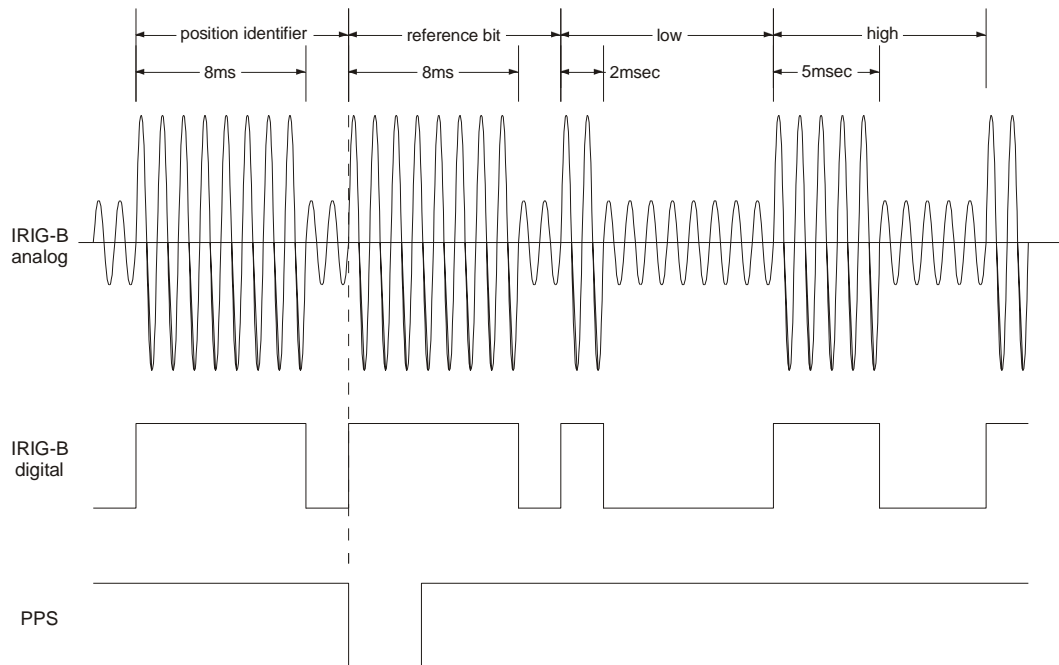 position identifier
reference bit
low
high
8ms
8ms
2msec
5msec
IRIG-B
analog
IRIG-B
digital
PPS